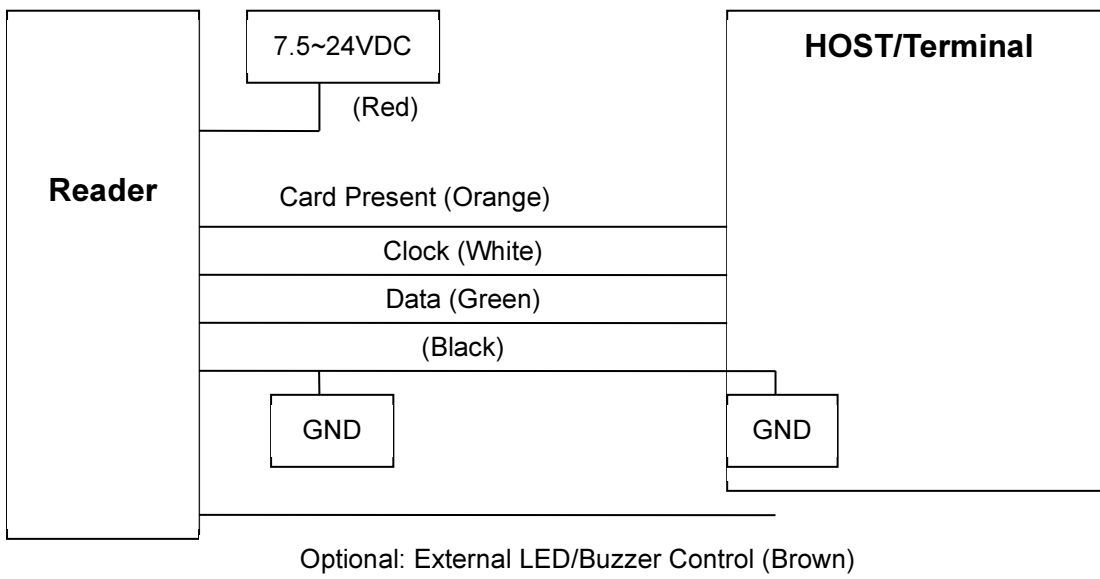 7.5~24VDC
HOST/Terminal
(Red)
Reader
Card Present (Orange)
Clock (White)
Data (Green)
(Black)
GND
GND
Optional: External LED/Buzzer Control (Brown)